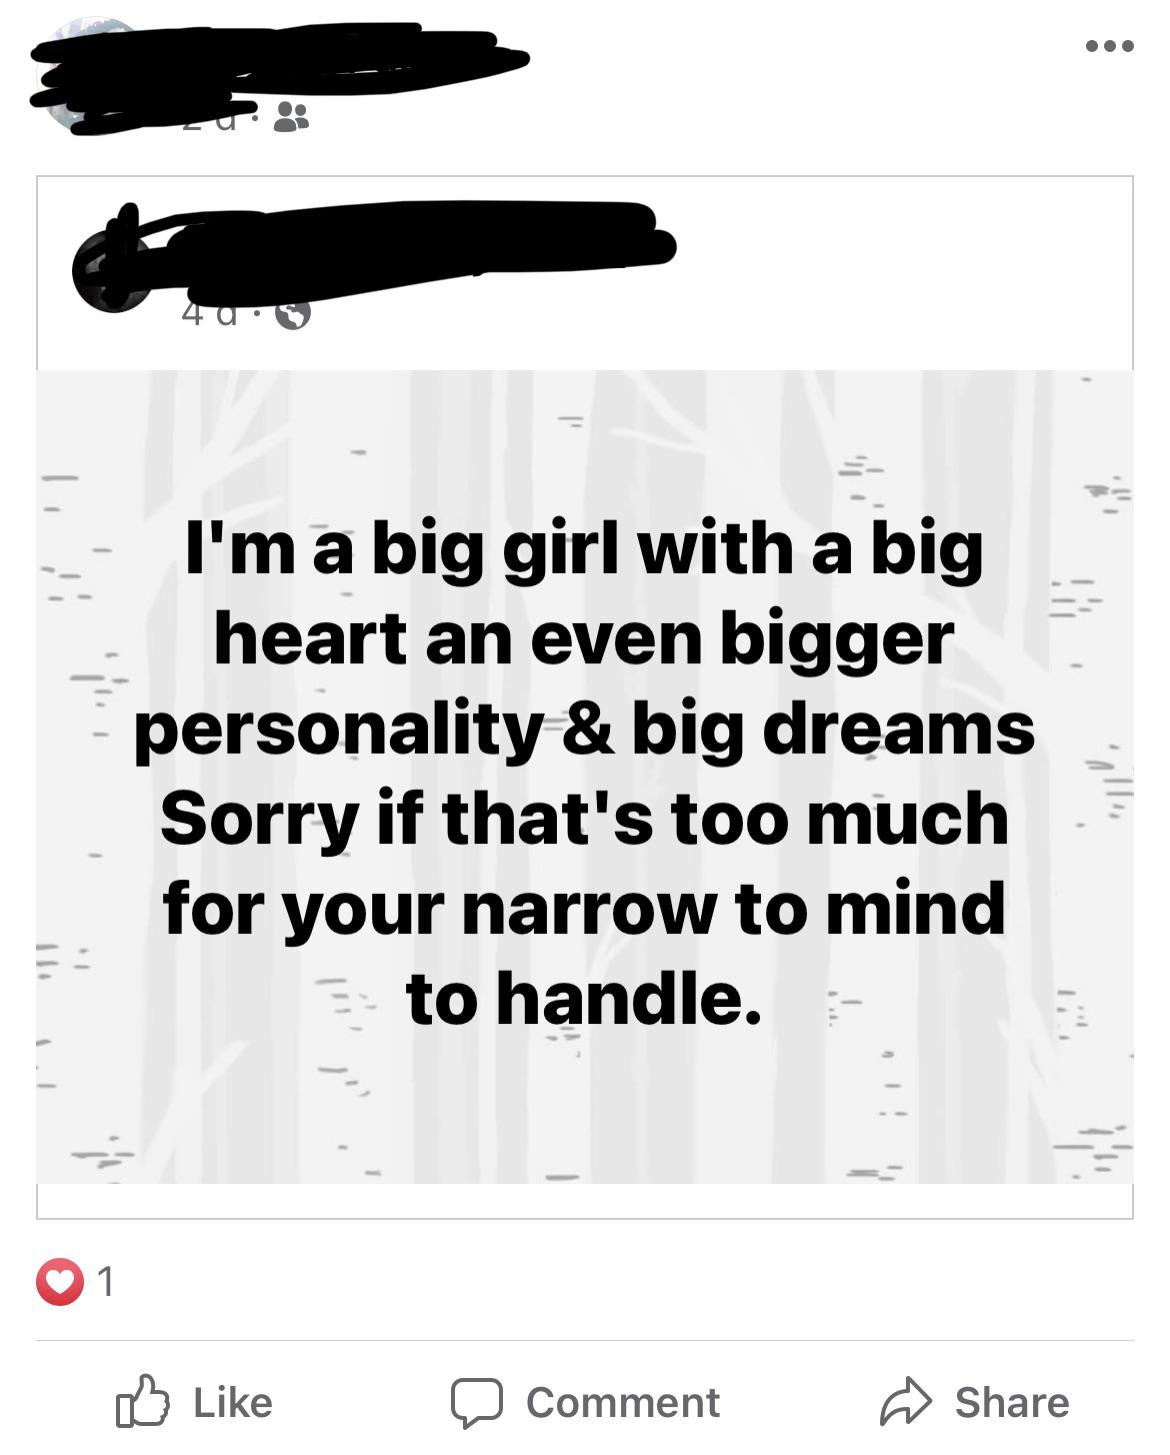 4 d ·
I'm a big girl with a big
heart an even bigger
personality & big dreams
Sorry if that's too much
for your narrow to mind
to handle.
1
Like Comment Share